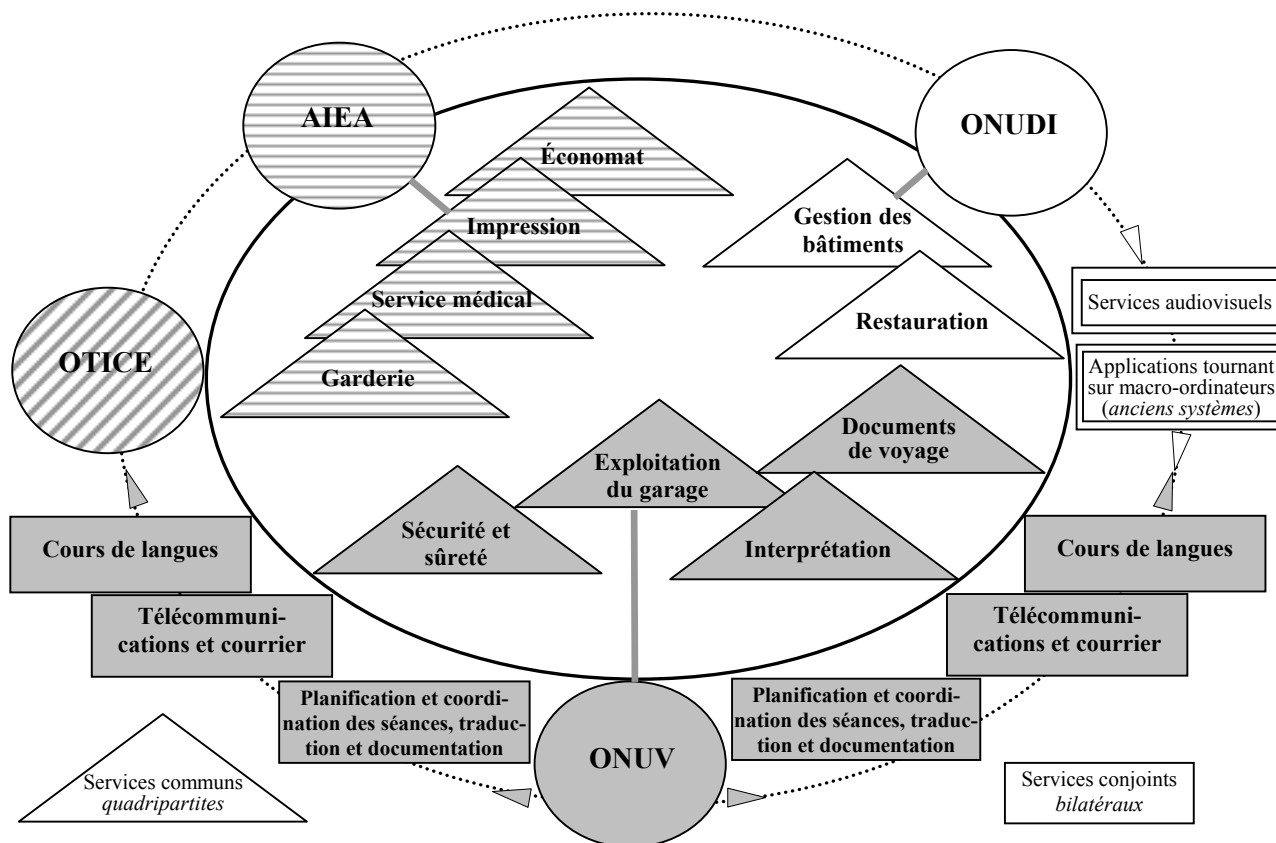 AIEA
ONUDI
Économat
Impression
Gestion des
bâtiments
Service médical
Services audiovisuels
Restauration
OTICE
Garderie
Applications tournant
sur macro-ordinateurs
(anciens systèmes)
Documents
de voyage
Exploitation
du garage
Sécurité et
sûreté
Interprétation
Cours de langues
Cours de langues
Télécommuni-
cations et courrier
Télécommuni-
cations et courrier
Planification et coordi-
nation des séances, traduc-
tion et documentation
Planification et coordi-
nation des séances, traduc-
tion et documentation
ONUV
Services communs
quadripartites
Services conjoints
bilatéraux